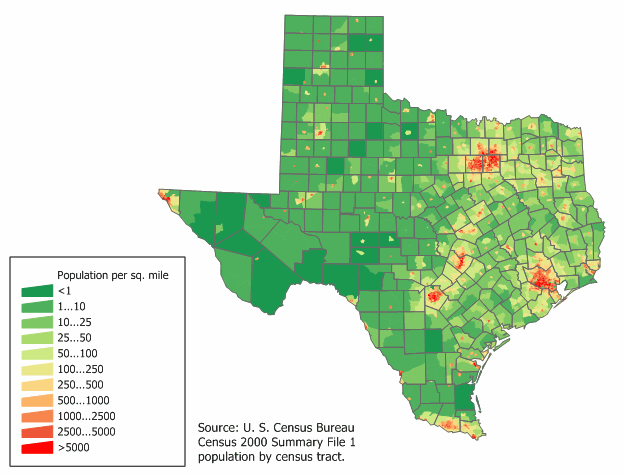 Population per sq. mile
<1
1...10
10...25
25...50
50...100
100...250
250...500
500...1000
1000...2500
2500...5000
>5000
Source: U. S. Census Bureau
Census 2000 Summary File 1
population by census tract.